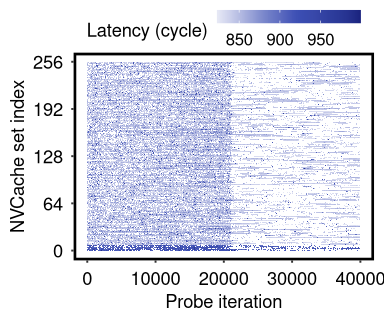 Latency (cycle)
850 900 950
NVCache set index
256
192
128
64
0
0 10000 20000 30000 40000
Probe iteration